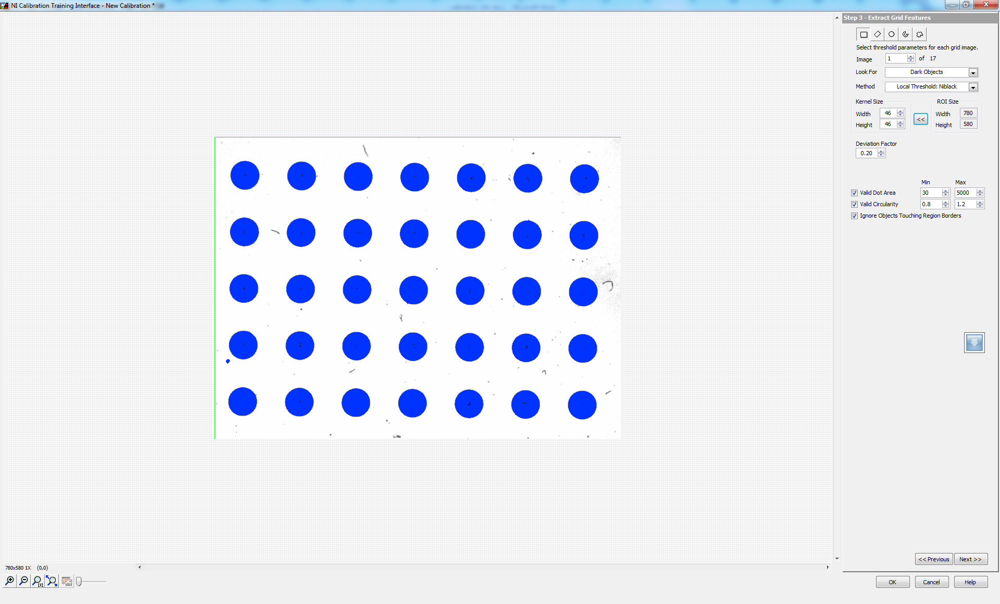 NI Calibration Training Interface - New Calibration *
Step 3 - Extract Grid Features
Select threshold parameters for each grid image.
Image 1 of 17
Look For Dark Objects
Method Local Threshold: Niblack
Kernel Size ROI Size
Width 46 << Width 780
Height 46 Height 580
Deviation Factor
0.20
Min Max
Valid Dot Area 30 5000
Valid Circularity 0.8 1.2
Ignore Objects Touching Region Borders
<< Previous Next >>
780x580 1X (0,0)
1:1
OK Cancel Help